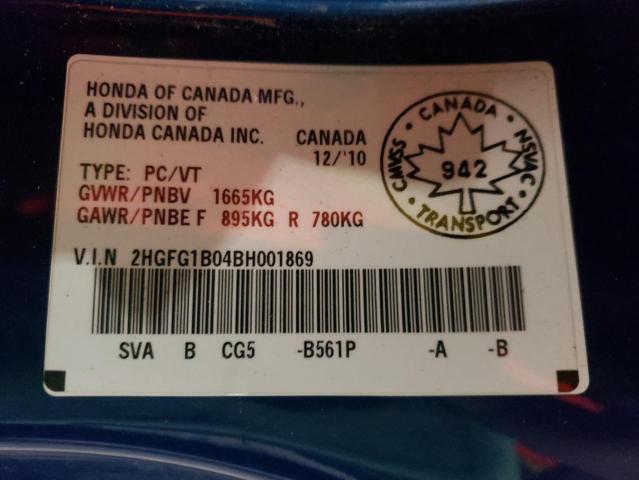 HONDA OF CANADA MFG.,
A DIVISION OF
HONDA CANADA INC. CANADA
12/'10
TYPE: PC/VT
GVWR/PNBV 1665KG
GAWR/PNBE F 895KG R 780KG
CANADA
CMVSS 942 NSVAC
TRANSPORT
V.I.N 2HGFG1B04BH001869
SVA B CG5 -B561P -A -B